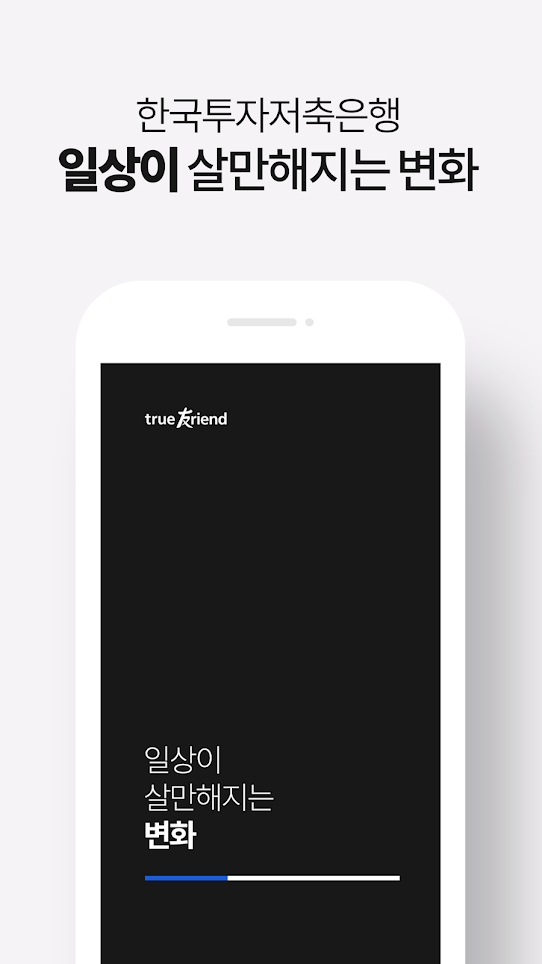 한국투자저축은행
일상이 살만해지는 변화
true友riend
일상이
살만해지는
변화